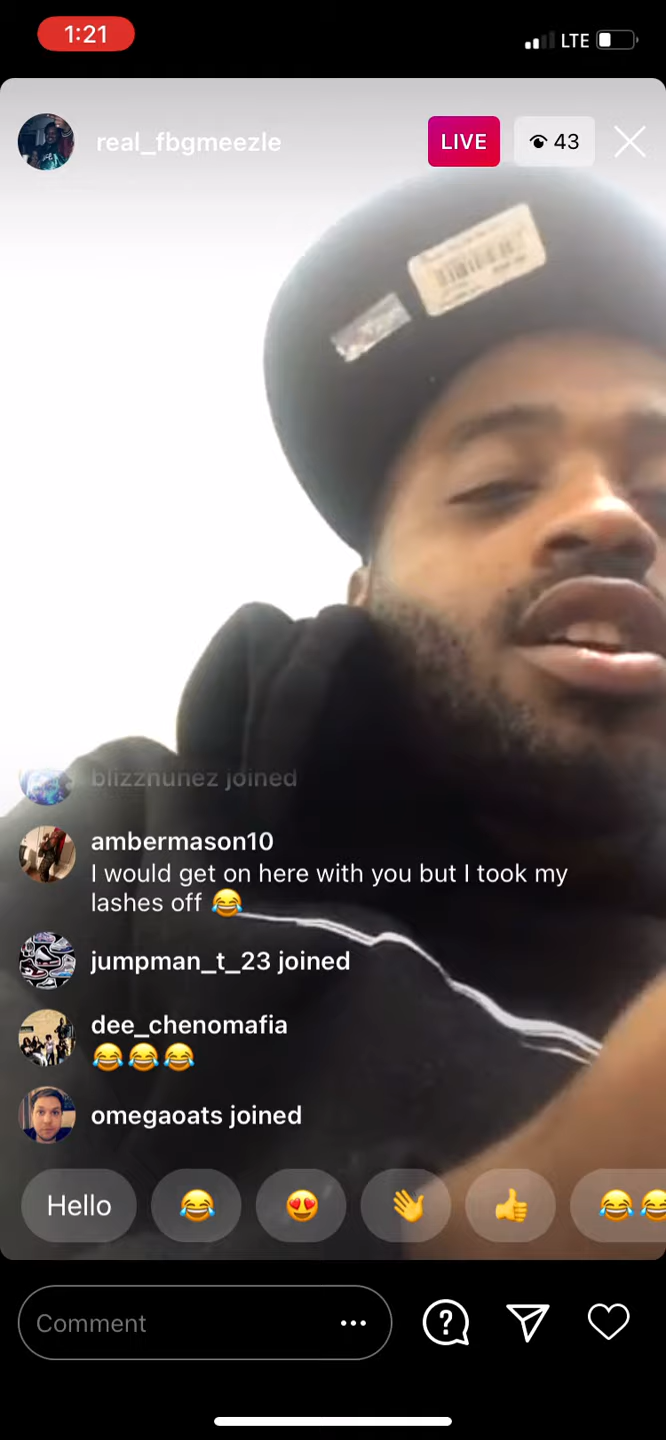 1:21
LTE
real_fbgmeezle
LIVE
43
blizznunez joined
ambermason10
I would get on here with you but I took my
lashes off 😂
jumpman_t_23 joined
dee_chenomafia
😂😂😂
omegaoats joined
Hello 😂 😍 👋 👍 😂😂
Comment